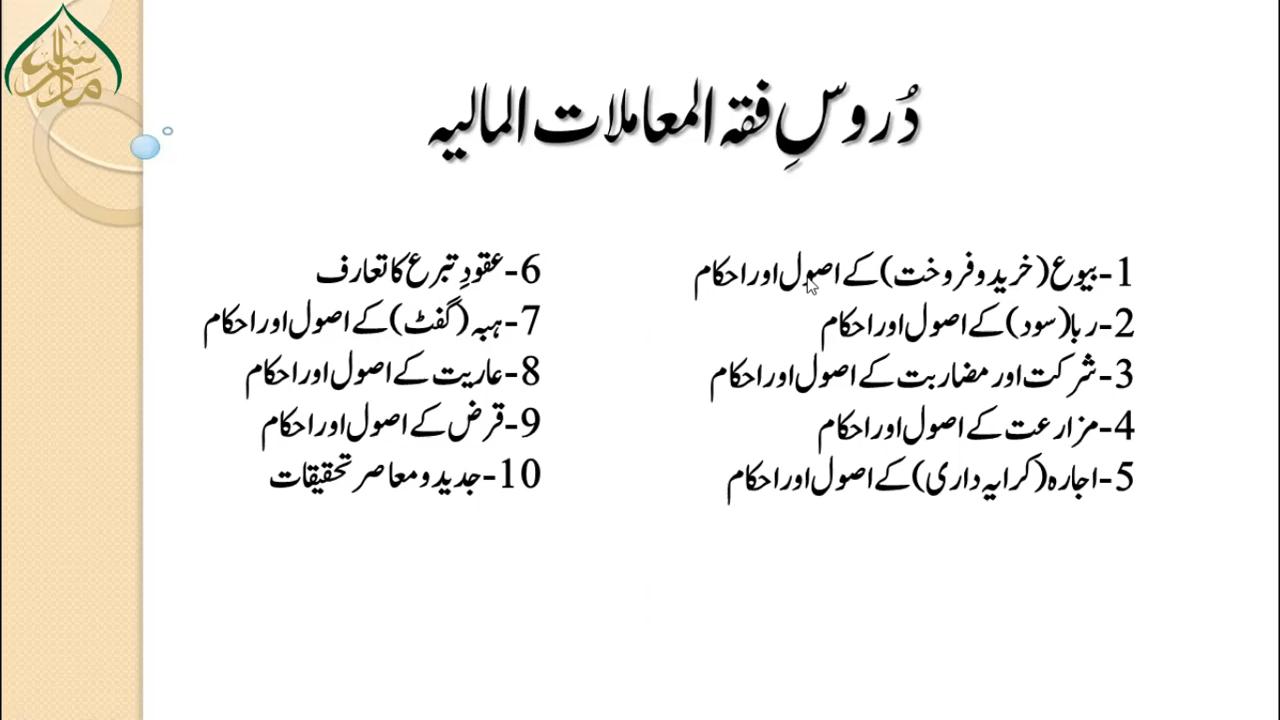 دُروسِ فقہ المعاملات المالیہ
1-بیوع(خرید و فروخت)کے اصول اور احکام
2-ربا(سود)کے اصول اور احکام
3-شرکت اور مضاربت کے اصول اور احکام
4-مزارعت کے اصول اور احکام
5-اجارہ(کرایہ داری)کے اصول اور احکام
6-عقودِ تبرع کا تعارف
7-ہبہ(گفٹ)کے اصول اور احکام
8-عاریت کے اصول اور احکام
9-قرض کے اصول اور احکام
10-جدید و معاصر تحقیقات